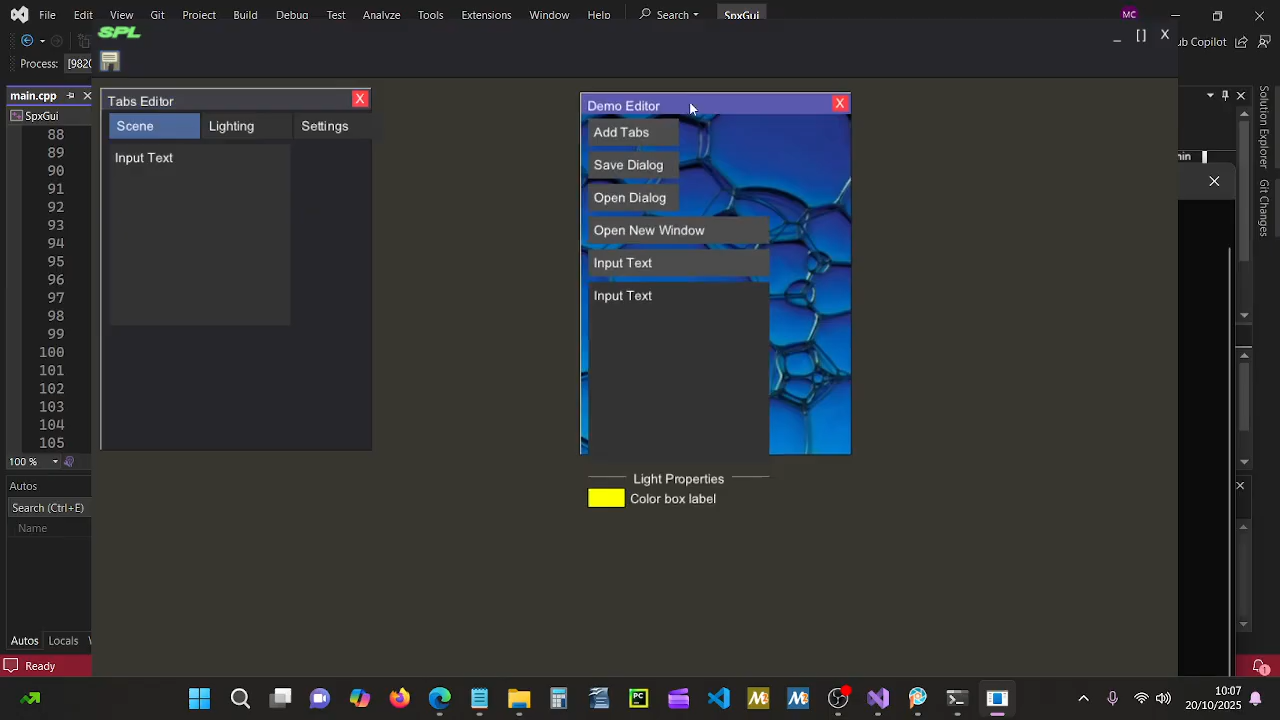 File Edit View Git Project Build Debug Test Analyze Tools Extensions Window Help Search SpxGui MC
SPL _ [] X
Process: [9820
main.cpp
SpxGui
88
89
90
91
92
93
94
95
96
97
98
99
100
101
102
103
104
105
100 %
Autos
Search (Ctrl+E)
Name
Autos Locals
Ready
Tabs Editor X
Scene Lighting Settings
Input Text
Demo Editor X
Add Tabs
Save Dialog
Open Dialog
Open New Window
Input Text
Input Text
Light Properties
Color box label
Solution Explorer
Git Changes
10:07
20/10/2025